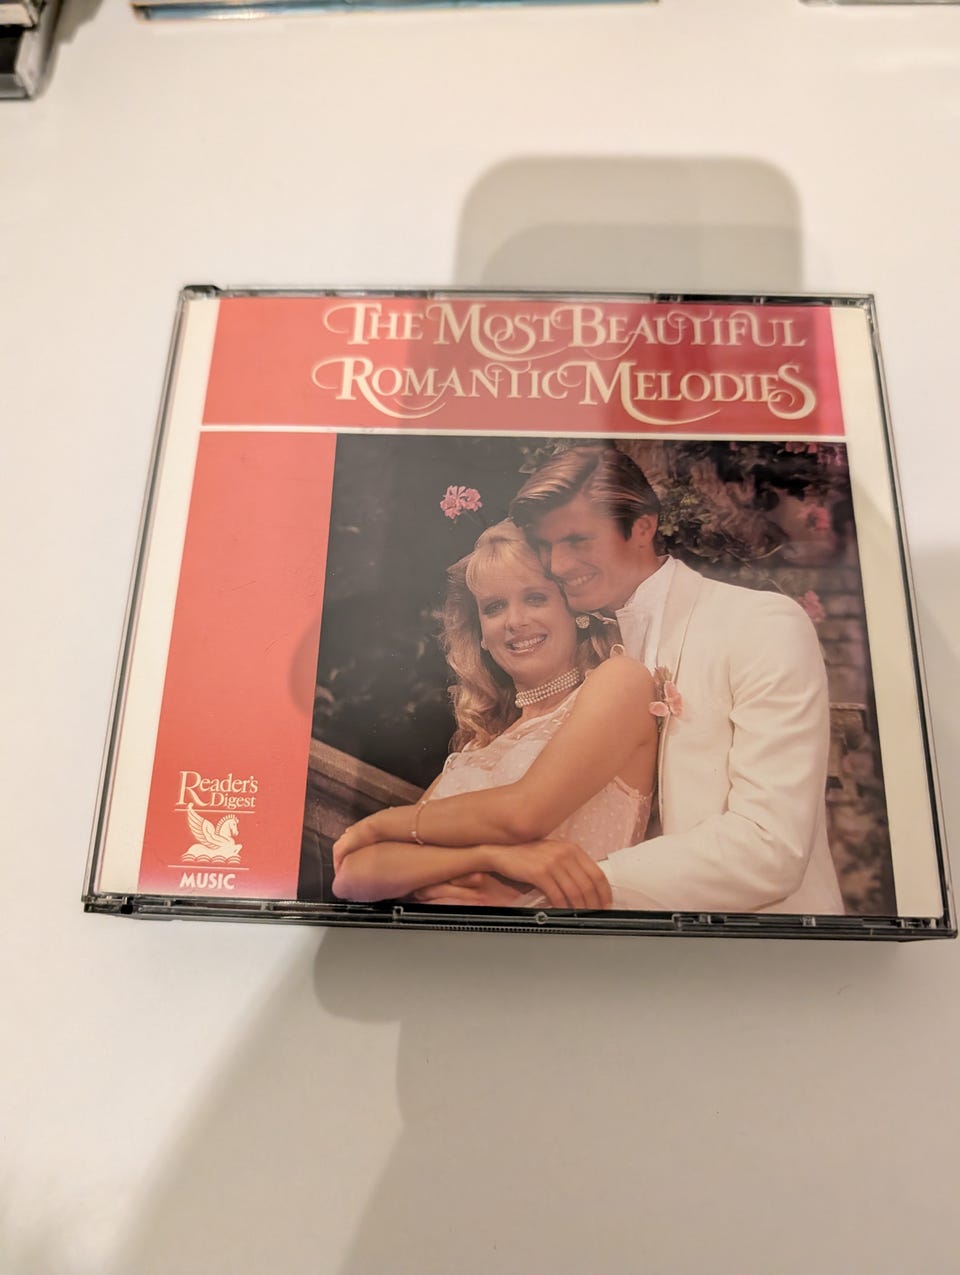 The Most Beautiful
Romantic Melodies
Reader's
Digest
MUSIC